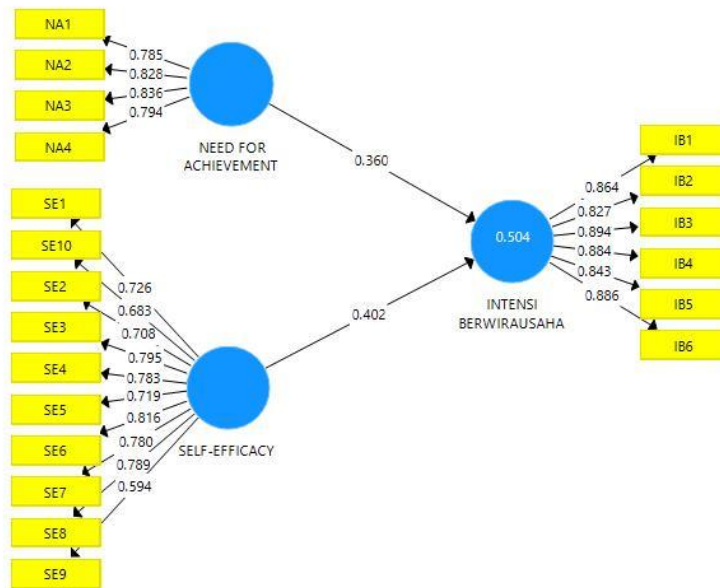 NA1
NA2
NA3
NA4
0.785
0.828
0.836
0.794
NEED FOR
ACHIEVEMENT
0.360
SE1
SE10
SE2
SE3
SE4
SE5
SE6
SE7
SE8
SE9
0.726
0.683
0.708
0.795
0.783
0.719
0.816
0.780
0.789
0.594
SELF-EFFICACY
0.402
0.504
INTENSI
BERWIRAUSAHA
0.864
0.827
0.894
0.884
0.843
0.886
IB1
IB2
IB3
IB4
IB5
IB6